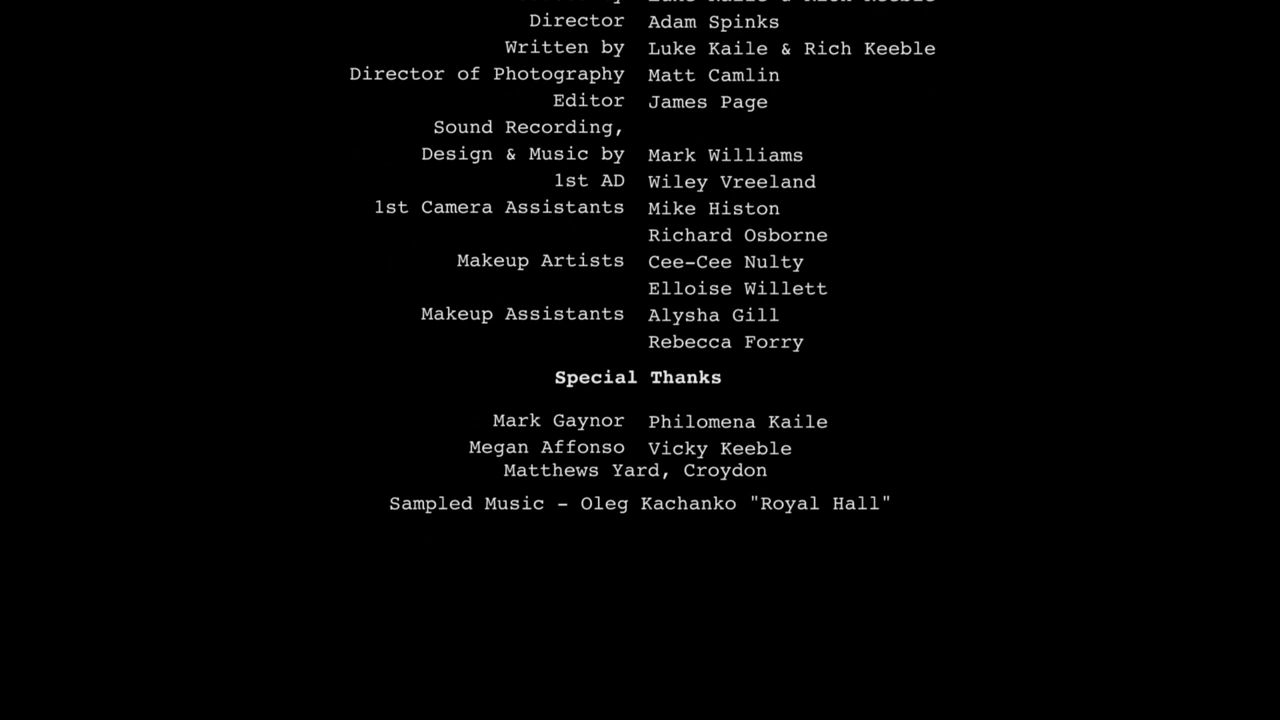 Director Adam Spinks
Written by Luke Kaile & Rich Keeble
Director of Photography Matt Camlin
Editor James Page
Sound Recording,
Design & Music by Mark Williams
1st AD Wiley Vreeland
1st Camera Assistants Mike Histon
Richard Osborne
Makeup Artists Cee-Cee Nulty
Elloise Willett
Makeup Assistants Alysha Gill
Rebecca Forry
Special Thanks
Mark Gaynor Philomena Kaile
Megan Affonso Vicky Keeble
Matthews Yard, Croydon
Sampled Music - Oleg Kachanko "Royal Hall"